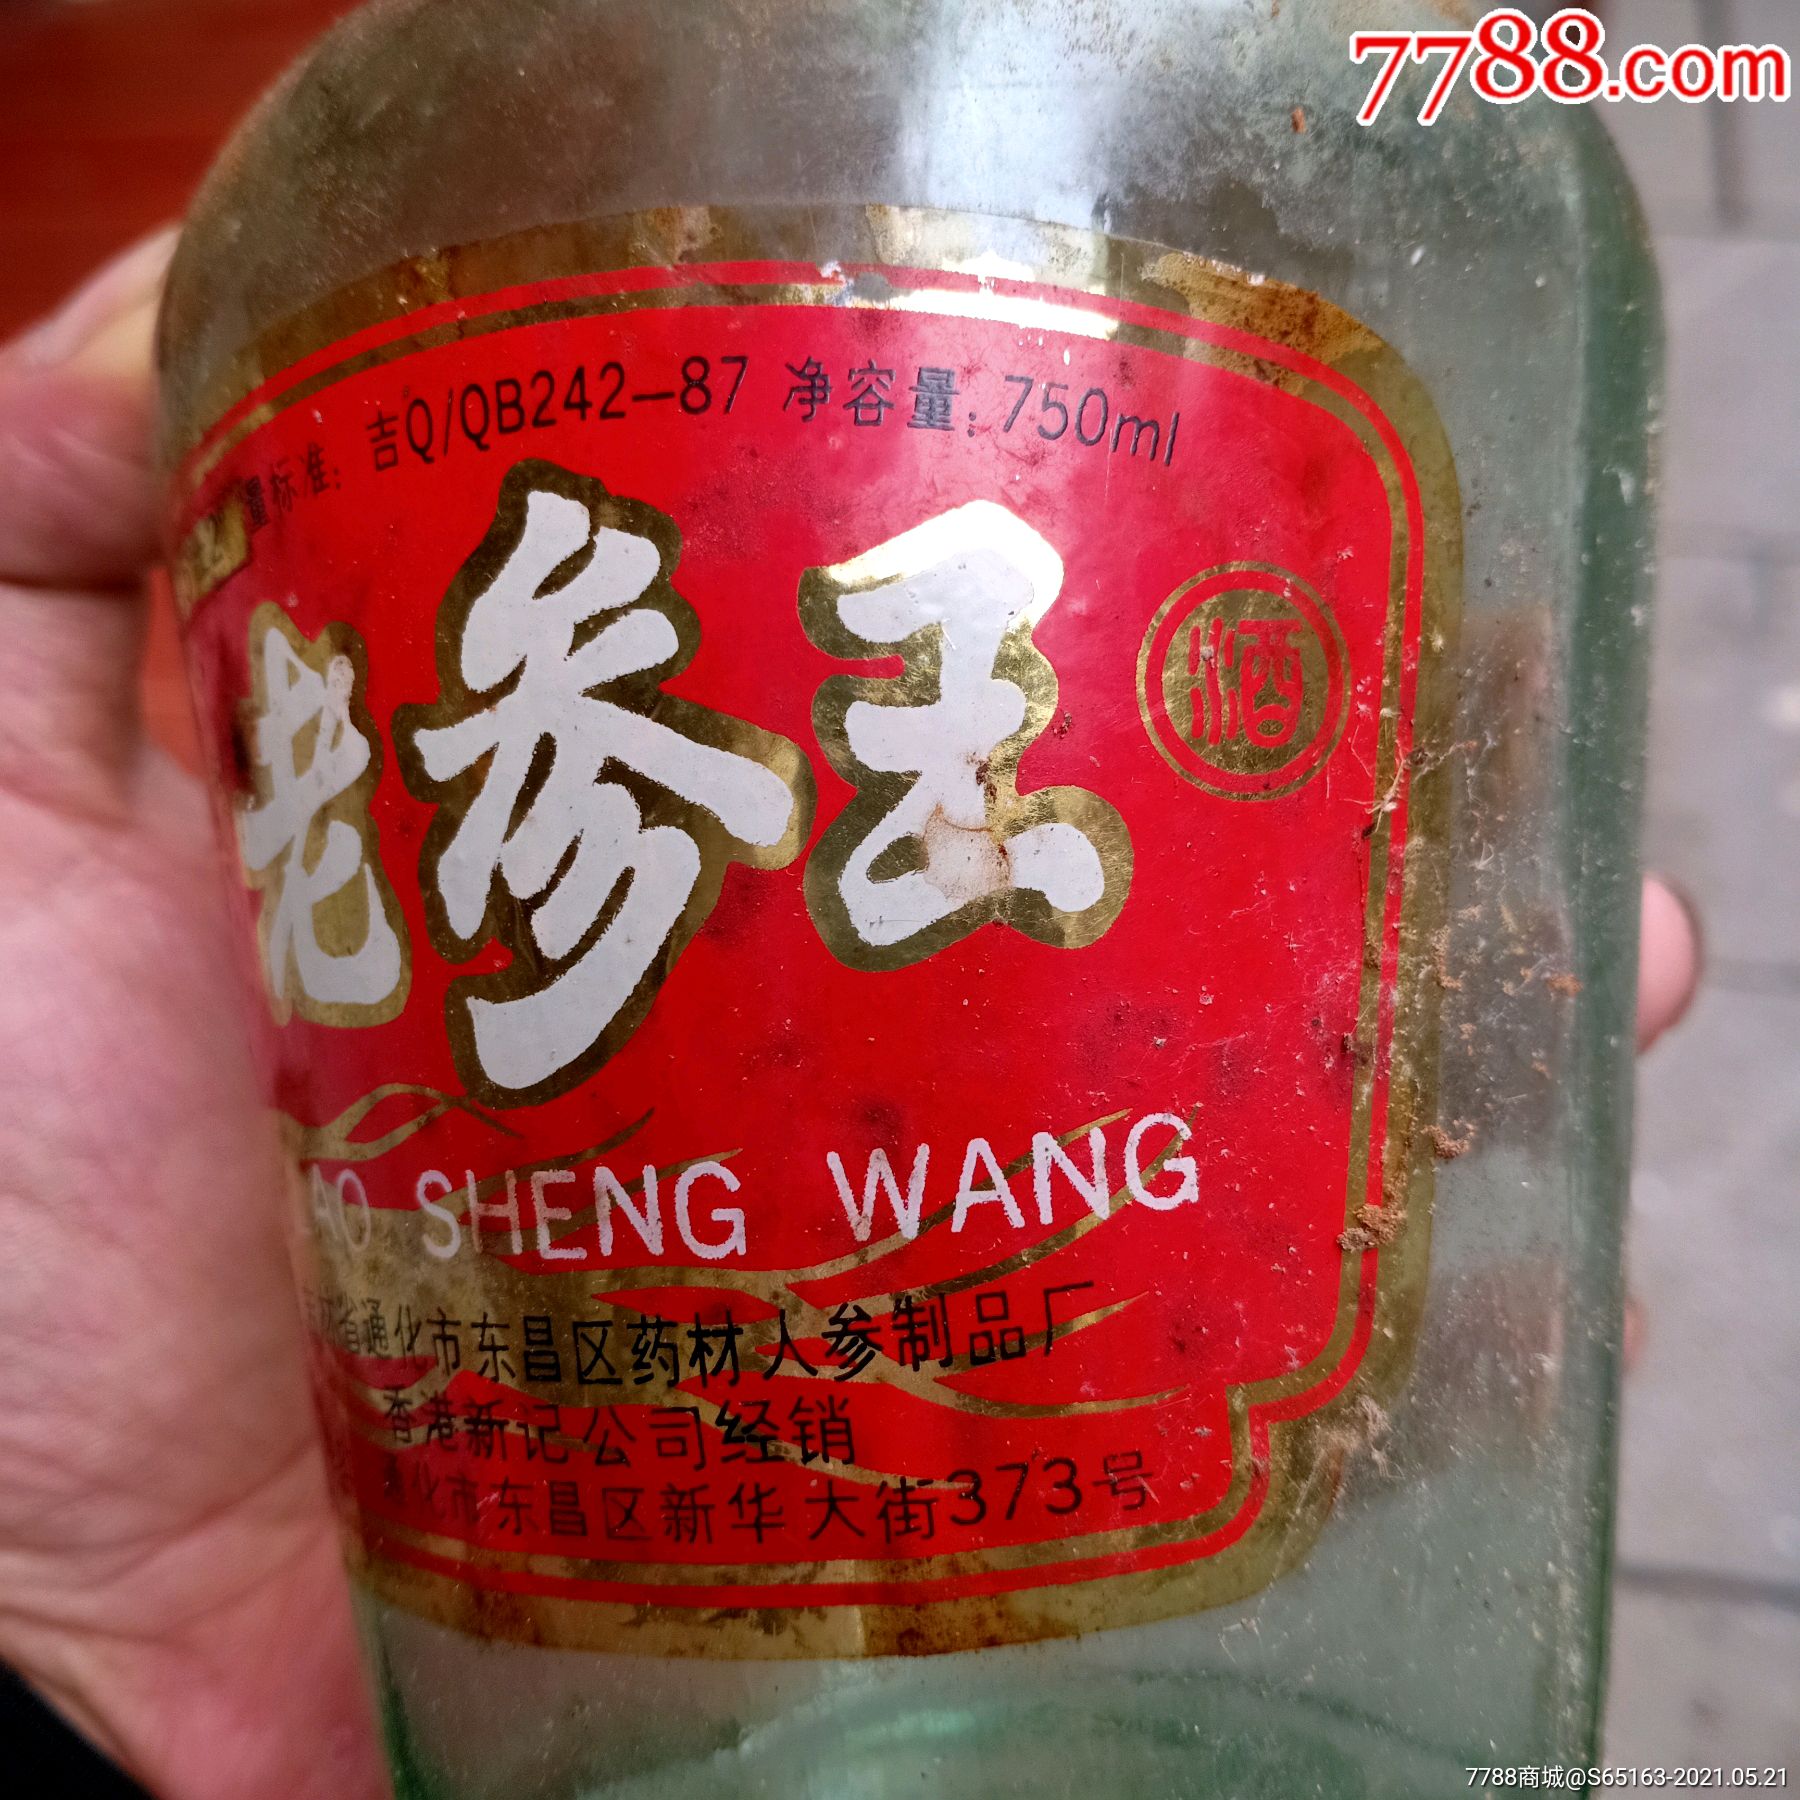 7788.com
量标准: 吉Q/QB242-87 净容量: 750ml
老参王
酒
LAO SHENG WANG
林省通化市东昌区药材人参制品厂
香港新记公司经销
通化市东昌区新华大街373号
7788商城@S65163-2021.05.21